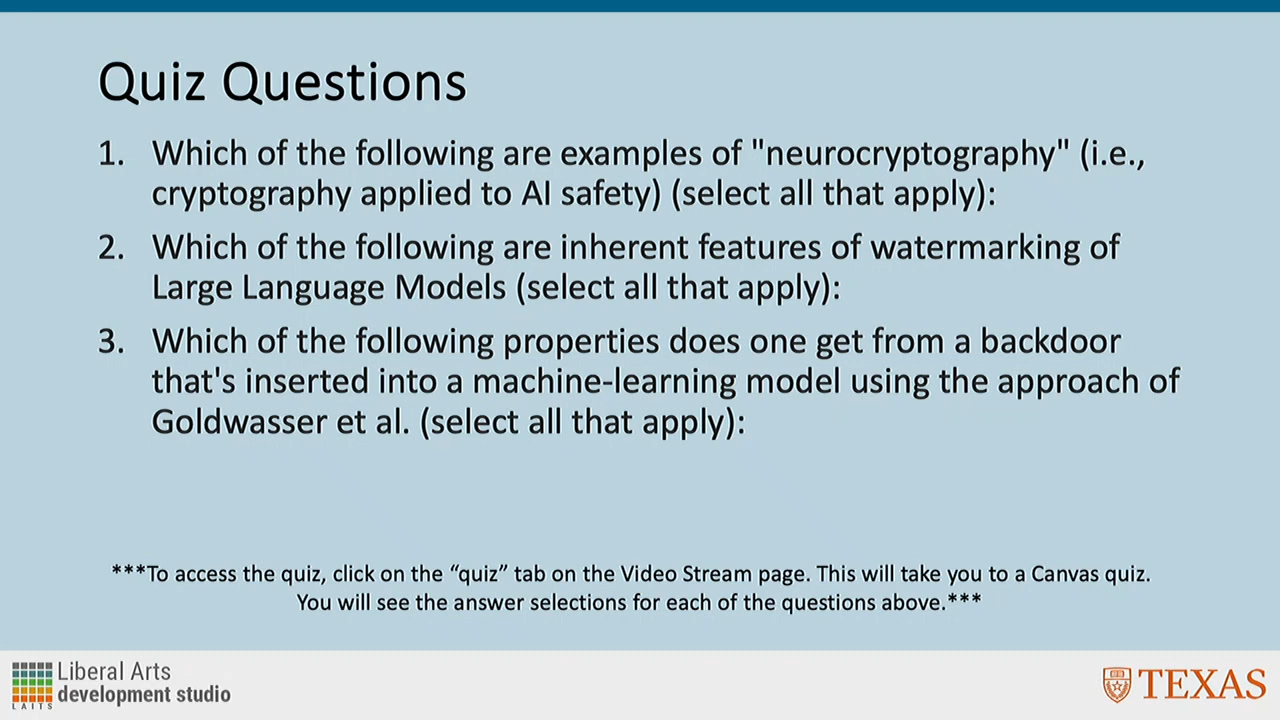 Quiz Questions
1. Which of the following are examples of "neurocryptography" (i.e.,
cryptography applied to AI safety) (select all that apply):
2. Which of the following are inherent features of watermarking of
Large Language Models (select all that apply):
3. Which of the following properties does one get from a backdoor
that's inserted into a machine-learning model using the approach of
Goldwasser et al. (select all that apply):
***To access the quiz, click on the “quiz” tab on the Video Stream page. This will take you to a Canvas quiz.
You will see the answer selections for each of the questions above.***
Liberal Arts
development studio
LAITS
TEXAS